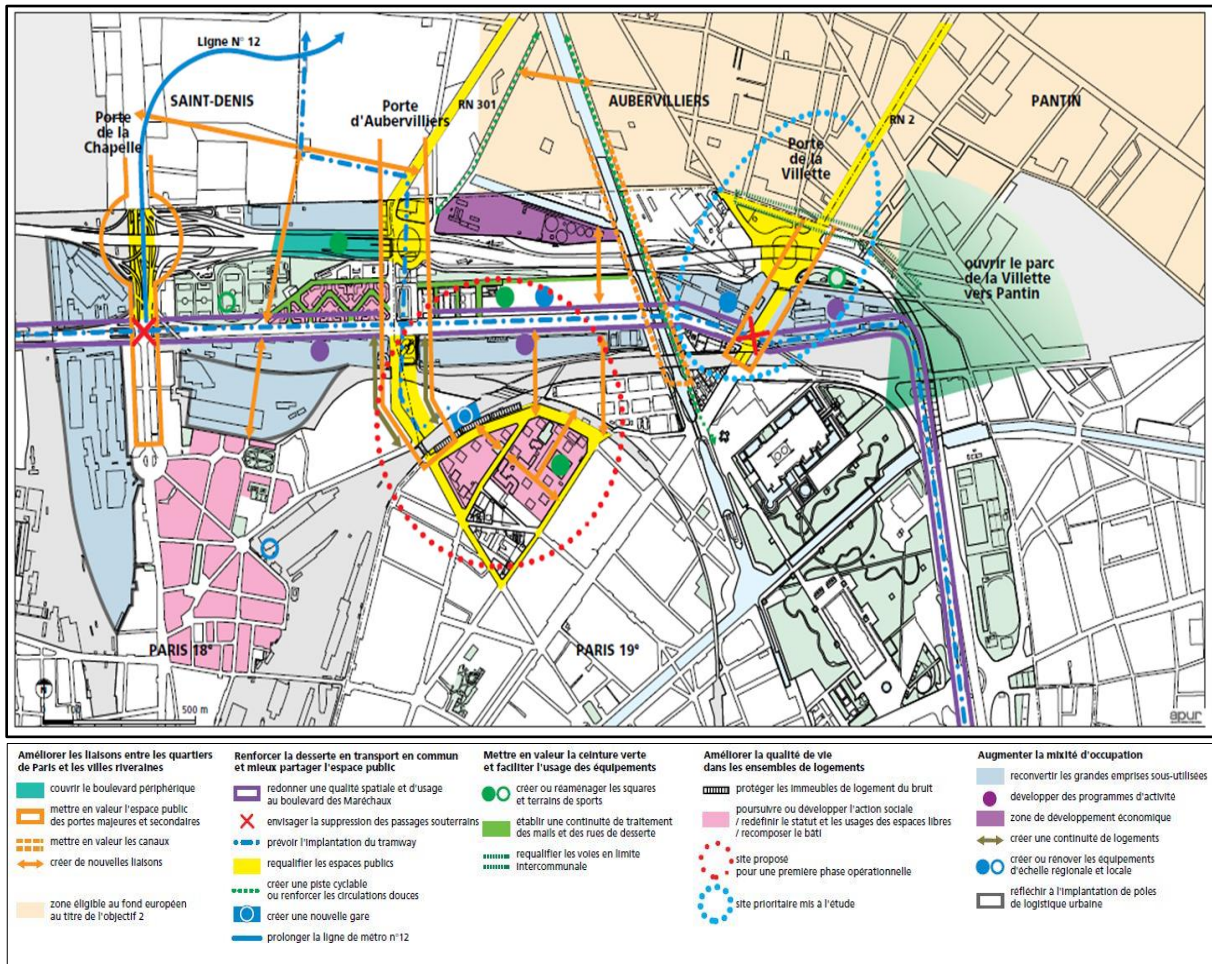 Ligne N° 12
SAINT-DENIS
Porte
de la
Chapelle
Porte
d'Aubervilliers
RN 301
AUBERVILLIERS
RN 2
PANTIN
Porte
de la
Villette
ouvrir le parc
de la Villette
vers Pantin
PARIS 18e
PARIS 19e
N
0 100 500 m
apur
Améliorer les liaisons entre les quartiers
de Paris et les villes riveraines
couvrir le boulevard périphérique
mettre en valeur l'espace public
des portes majeures et secondaires
mettre en valeur les canaux
créer de nouvelles liaisons
zone éligible au fond européen
au titre de l'objectif 2
Renforcer la desserte en transport en commun
et mieux partager l'espace public
redonner une qualité spatiale et d'usage
au boulevard des Maréchaux
envisager la suppression des passages souterrains
prévoir l'implantation du tramway
requalifier les espaces publics
créer une piste cyclable
ou renforcer les circulations douces
créer une nouvelle gare
prolonger la ligne de métro n°12
Mettre en valeur la ceinture verte
et faciliter l'usage des équipements
créer ou réaménager les squares
et terrains de sports
établir une continuité de traitement
des mails et des rues de desserte
requalifier les voies en limite
intercommunale
Améliorer la qualité de vie
dans les ensembles de logements
protéger les immeubles de logement du bruit
poursuivre ou développer l'action sociale
/ redéfinir le statut et les usages des espaces libres
/ recomposer le bâti
site proposé
pour une première phase opérationnelle
site prioritaire mis à l'étude
Augmenter la mixité d'occupation
reconvertir les grandes emprises sous-utilisées
développer des programmes d'activité
zone de développement économique
créer une continuité de logements
créer ou rénover les équipements
d'échelle régionale et locale
réfléchir à l'implantation de pôles
de logistique urbaine